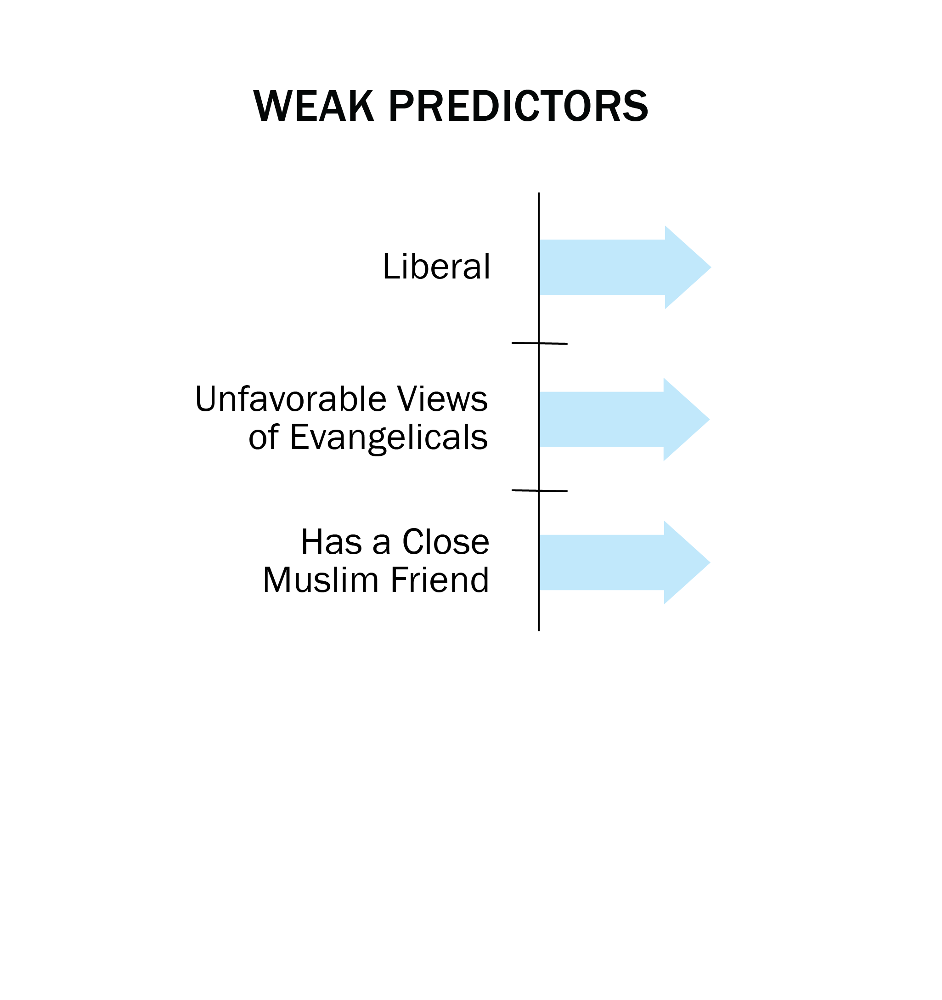 WEAK PREDICTORS
Liberal
Unfavorable Views
of Evangelicals
Has a Close
Muslim Friend